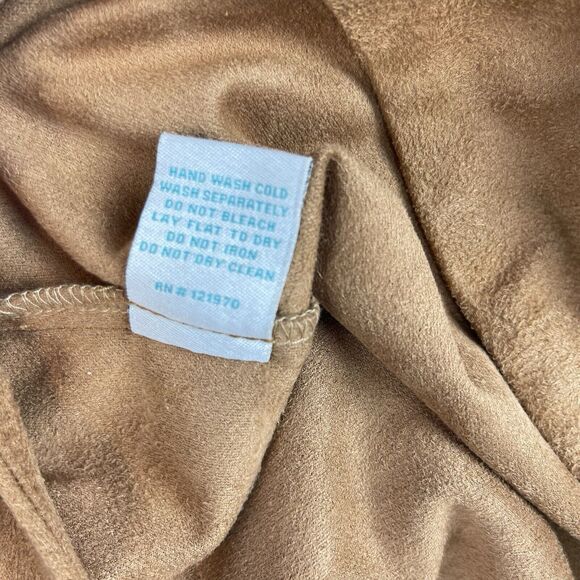 HAND WASH COLD
WASH SEPARATELY
DO NOT BLEACH
LAY FLAT TO DRY
DO NOT IRON
DO NOT DRY CLEAN
RN # 121970